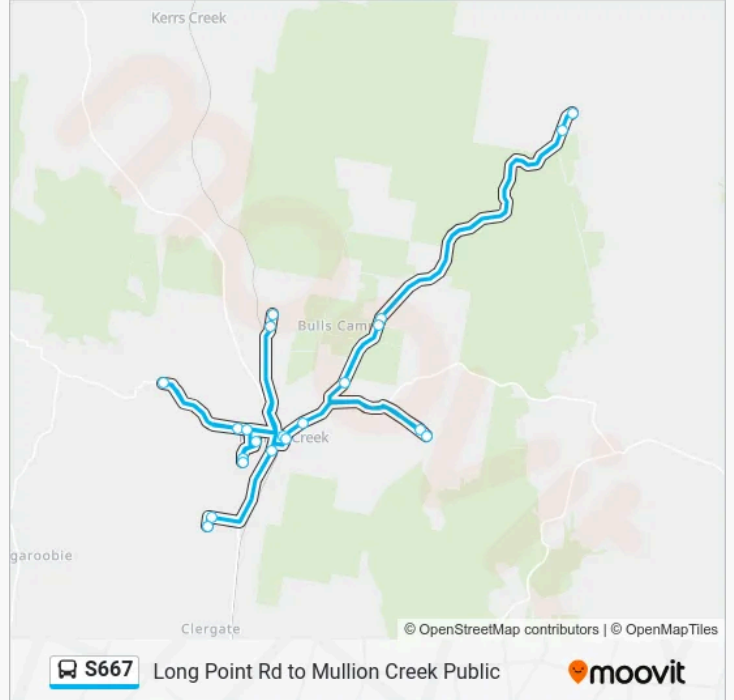 Kerrs Creek
Bulls Camp
Creek
garoobie
Clergate
© OpenStreetMap contributors | © OpenMapTiles
S667 Long Point Rd to Mullion Creek Public
moovit